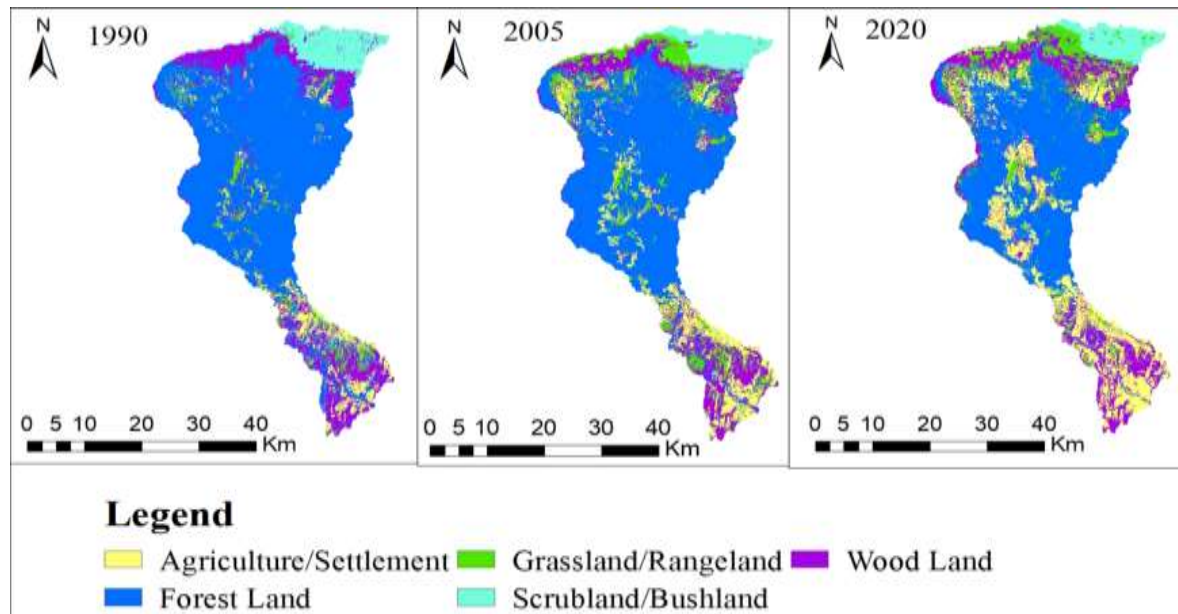 N 1990
N 2005
N 2020
0 5 10 20 30 40 Km
0 5 10 20 30 40 Km
0 5 10 20 30 40 Km
Legend
Agriculture/Settlement Grassland/Rangeland Wood Land
Forest Land Scrubland/Bushland